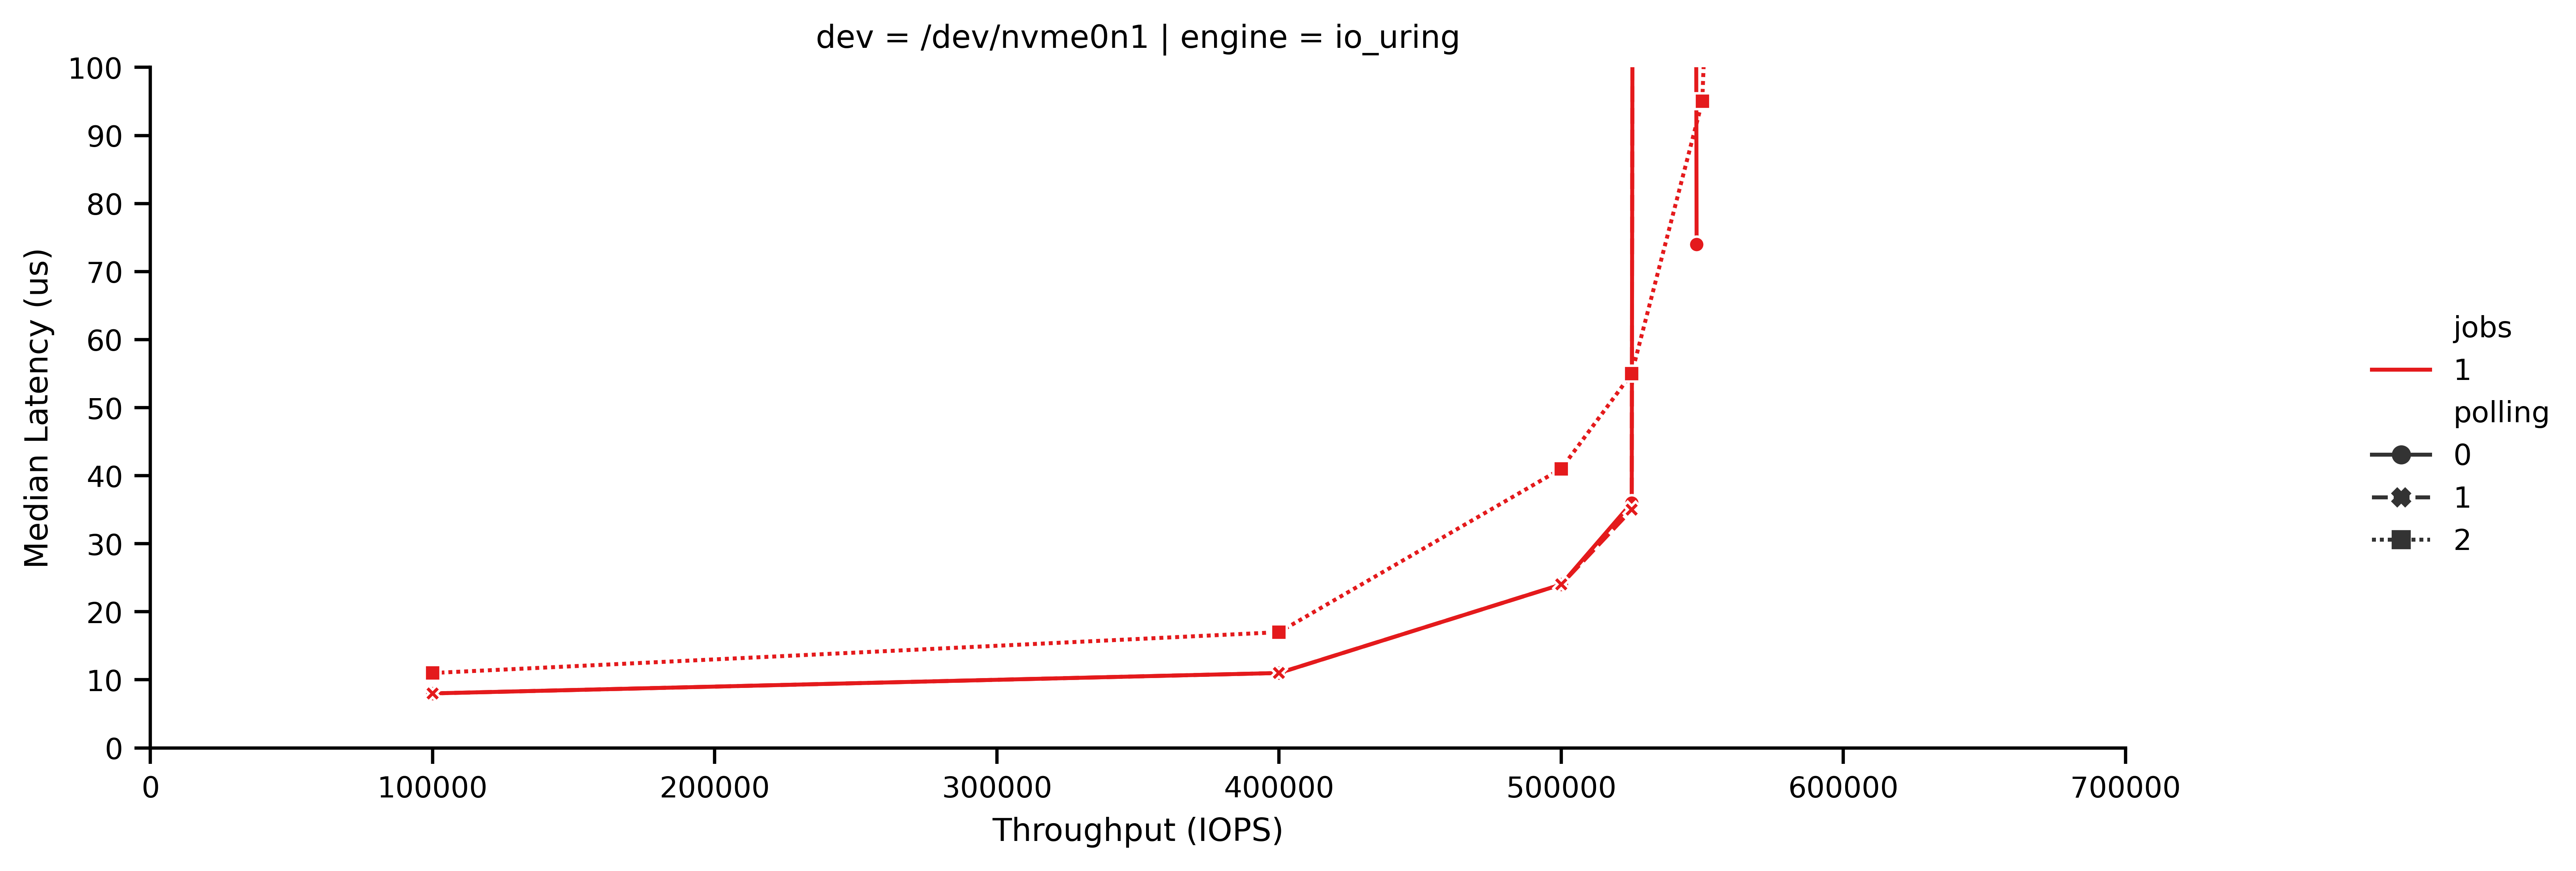 dev = /dev/nvme0n1 | engine = io_uring
Median Latency (us)
100
90
80
70
60
50
40
30
20
10
0
0 100000 200000 300000 400000 500000 600000 700000
Throughput (IOPS)
jobs
1
polling
0
1
2